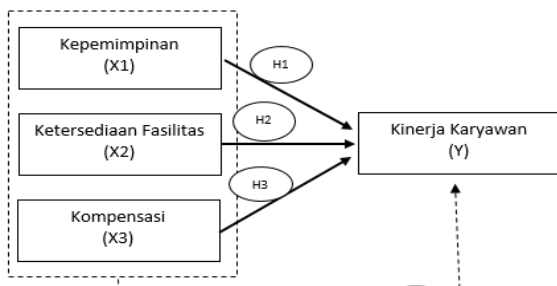 Kepemimpinan
(X1)
H1
Ketersediaan Fasilitas
(X2)
H2
Kinerja Karyawan
(Y)
H3
Kompensasi
(X3)